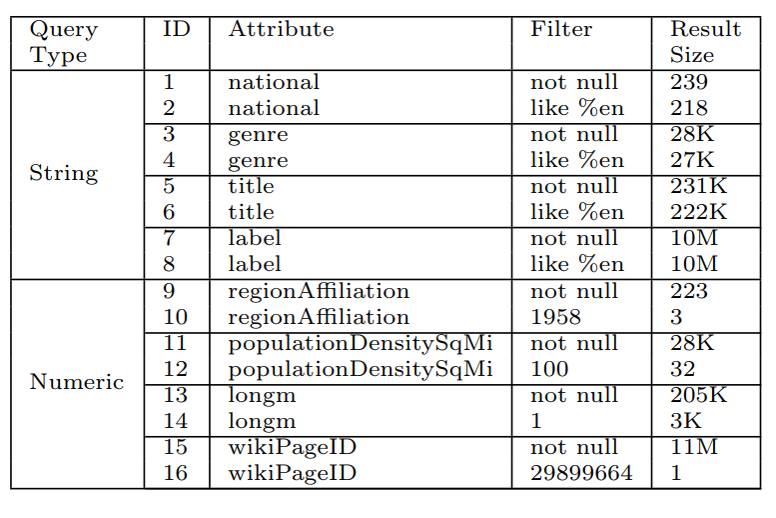 Query ID Attribute Filter Result
Type Size
String
1 national not null 239
2 national like %en 218
3 genre not null 28K
4 genre like %en 27K
5 title not null 231K
6 title like %en 222K
7 label not null 10M
8 label like %en 10M
Numeric
9 regionAffiliation not null 223
10 regionAffiliation 1958 3
11 populationDensitySqMi not null 28K
12 populationDensitySqMi 100 32
13 longm not null 205K
14 longm 1 3K
15 wikiPageID not null 11M
16 wikiPageID 29899664 1